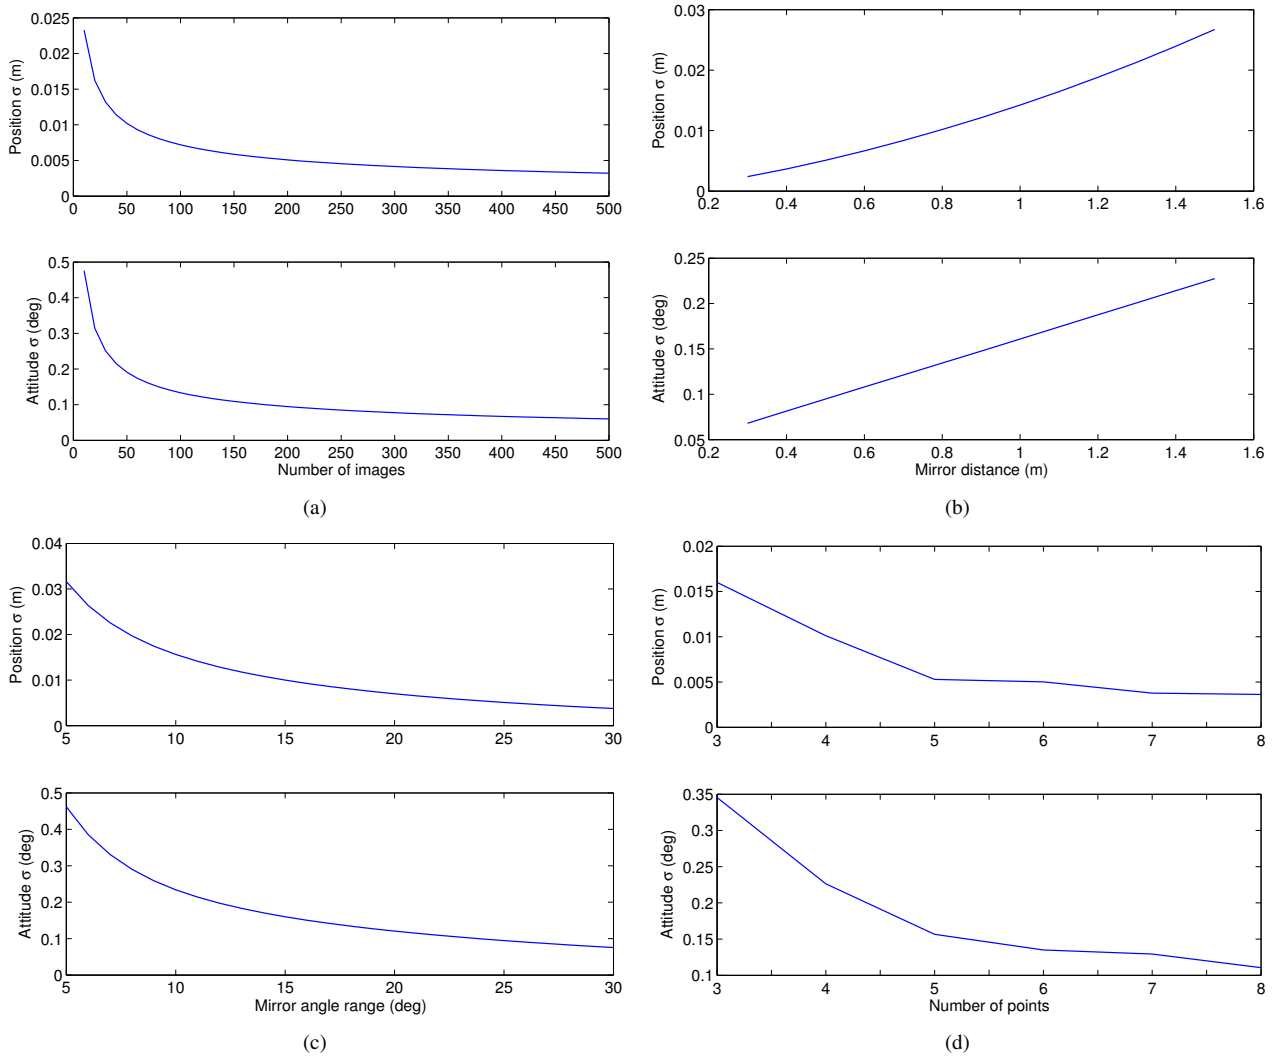 0.025
0.02
0.015
0.01
0.005
0
Position σ (m)
0 50 100 150 200 250 300 350 400 450 500
0.5
0.4
0.3
0.2
0.1
0
Attitude σ (deg)
0 50 100 150 200 250 300 350 400 450 500
Number of images
(a)
0.03
0.02
0.01
0
Position σ (m)
0.2 0.4 0.6 0.8 1 1.2 1.4 1.6
0.25
0.2
0.15
0.1
0.05
Attitude σ (deg)
0.2 0.4 0.6 0.8 1 1.2 1.4 1.6
Mirror distance (m)
(b)
0.04
0.03
0.02
0.01
0
Position σ (m)
5 10 15 20 25 30
0.5
0.4
0.3
0.2
0.1
0
Attitude σ (deg)
5 10 15 20 25 30
Mirror angle range (deg)
(c)
0.02
0.015
0.01
0.005
0
Position σ (m)
3 4 5 6 7 8
0.35
0.3
0.25
0.2
0.15
0.1
Attitude σ (deg)
3 4 5 6 7 8
Number of points
(d)